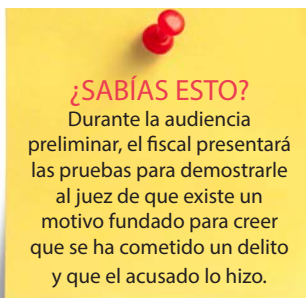 ¿SABÍAS ESTO?
Durante la audiencia
preliminar, el fiscal presentará
las pruebas para demostrarle
al juez de que existe un
motivo fundado para creer
que se ha cometido un delito
y que el acusado lo hizo.